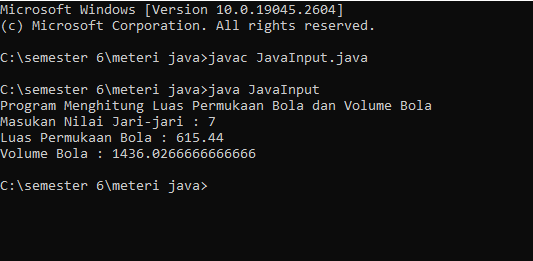 Microsoft Windows [Version 10.0.19045.2604]
(c) Microsoft Corporation. All rights reserved.
C:\semester 6\meteri java>javac JavaInput.java
C:\semester 6\meteri java>java JavaInput
Program Menghitung Luas Permukaan Bola dan Volume Bola
Masukan Nilai Jari-jari : 7
Luas Permukaan Bola : 615.44
Volume Bola : 1436.0266666666666
C:\semester 6\meteri java>